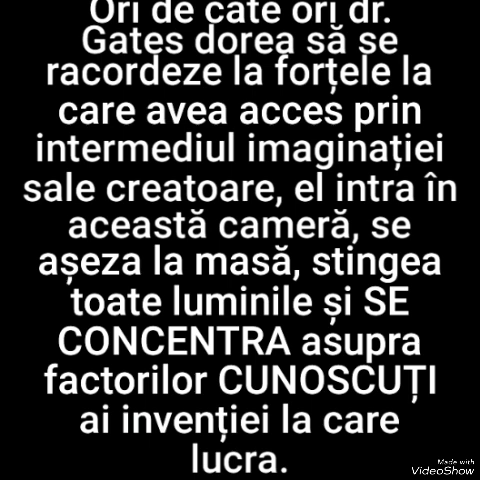 Ori de câte ori dr.
Gates dorea să se
racordeze la forțele la
care avea acces prin
intermediul imaginației
sale creatoare, el intra în
această cameră, se
așeza la masă, stingea
toate luminile și SE
CONCENTRA asupra
factorilor CUNOSCUȚI
ai invenției la care
lucra.
Made with
VideoShow